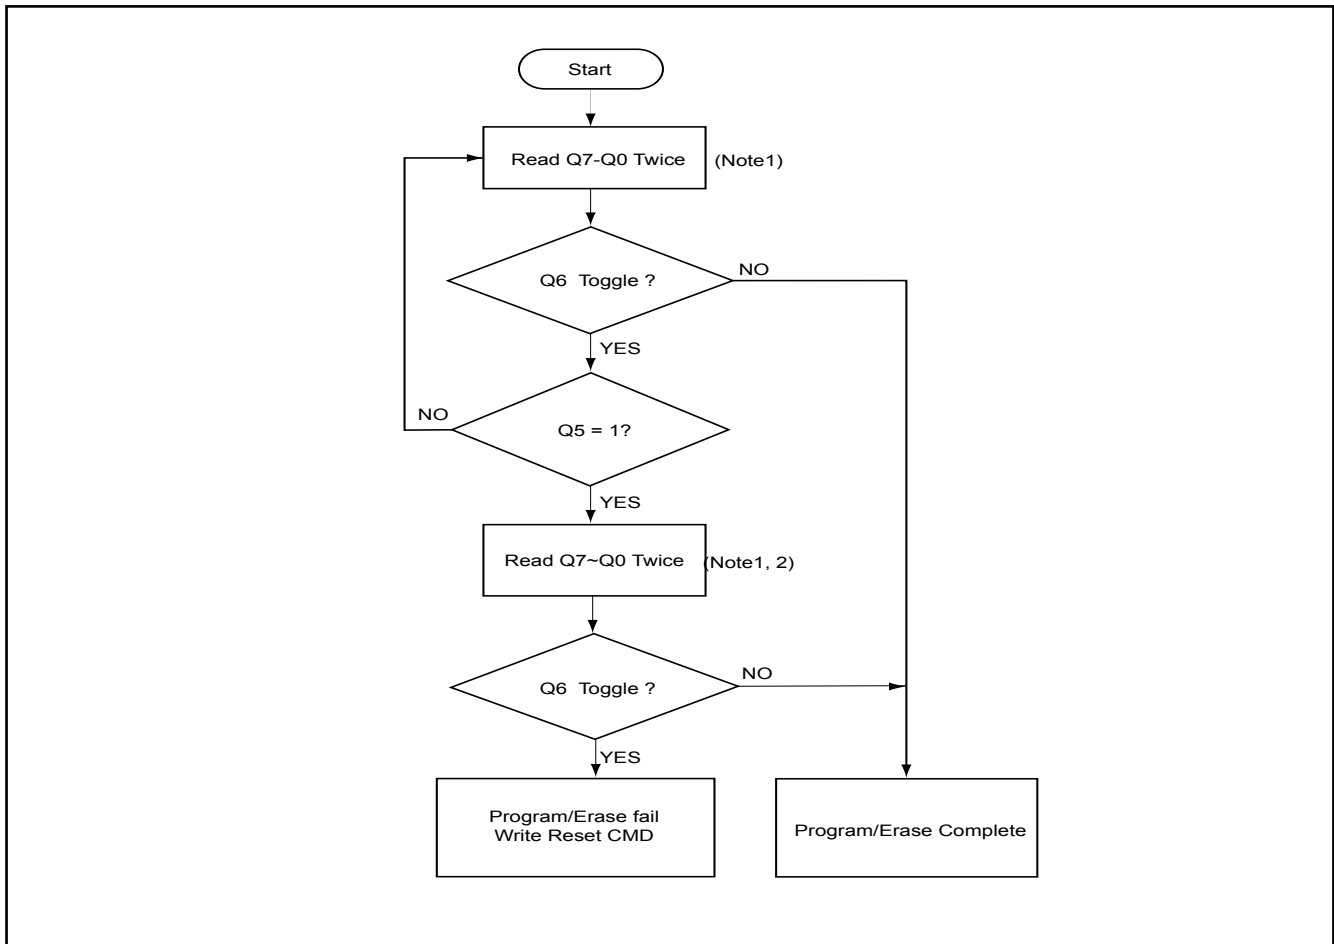 Start
Read Q7-Q0 Twice
(Note1)
Q6 Toggle ?
NO
YES
Q5 = 1?
NO
YES
Read Q7~Q0 Twice
(Note1, 2)
Q6 Toggle ?
NO
YES
Program/Erase fail
Write Reset CMD
Program/Erase Complete